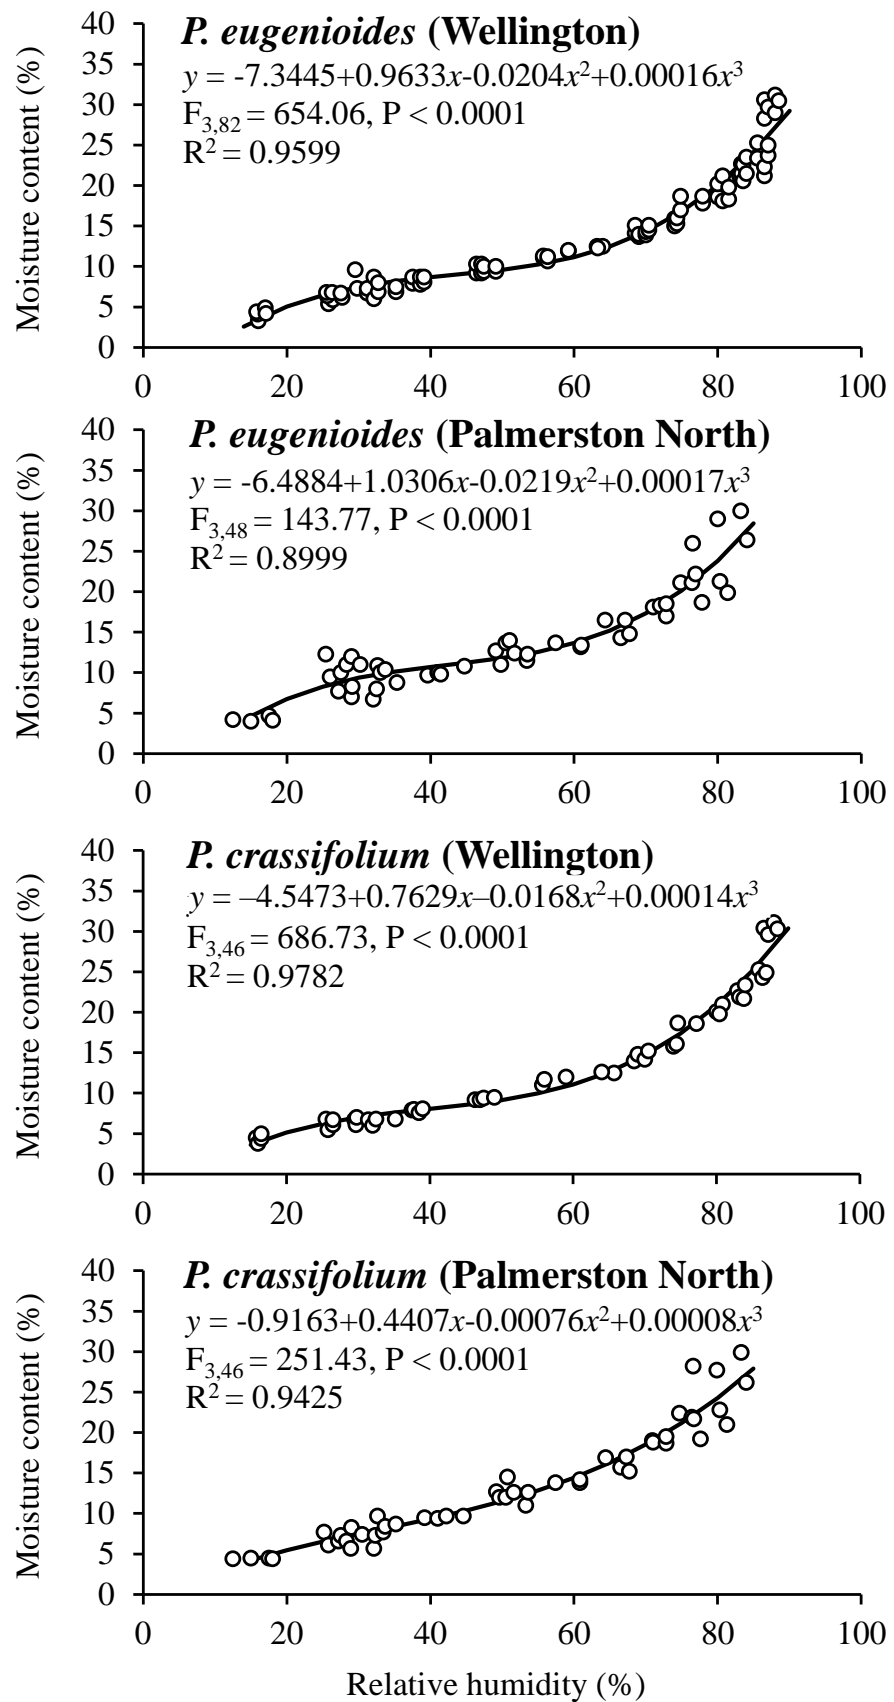 P. eugenioides (Wellington)
y = -7.3445+0.9633x-0.0204x²+0.00016x³
F₃,₈₂ = 654.06, P < 0.0001
R² = 0.9599
Moisture content (%)
40
35
30
25
20
15
10
5
0
0 20 40 60 80 100
P. eugenioides (Palmerston North)
y = -6.4884+1.0306x-0.0219x²+0.00017x³
F₃,₄₈ = 143.77, P < 0.0001
R² = 0.8999
Moisture content (%)
40
35
30
25
20
15
10
5
0
0 20 40 60 80 100
P. crassifolium (Wellington)
y = –4.5473+0.7629x–0.0168x²+0.00014x³
F₃,₄₆ = 686.73, P < 0.0001
R² = 0.9782
Moisture content (%)
40
35
30
25
20
15
10
5
0
0 20 40 60 80 100
P. crassifolium (Palmerston North)
y = -0.9163+0.4407x-0.00076x²+0.00008x³
F₃,₄₆ = 251.43, P < 0.0001
R² = 0.9425
Moisture content (%)
40
35
30
25
20
15
10
5
0
0 20 40 60 80 100
Relative humidity (%)